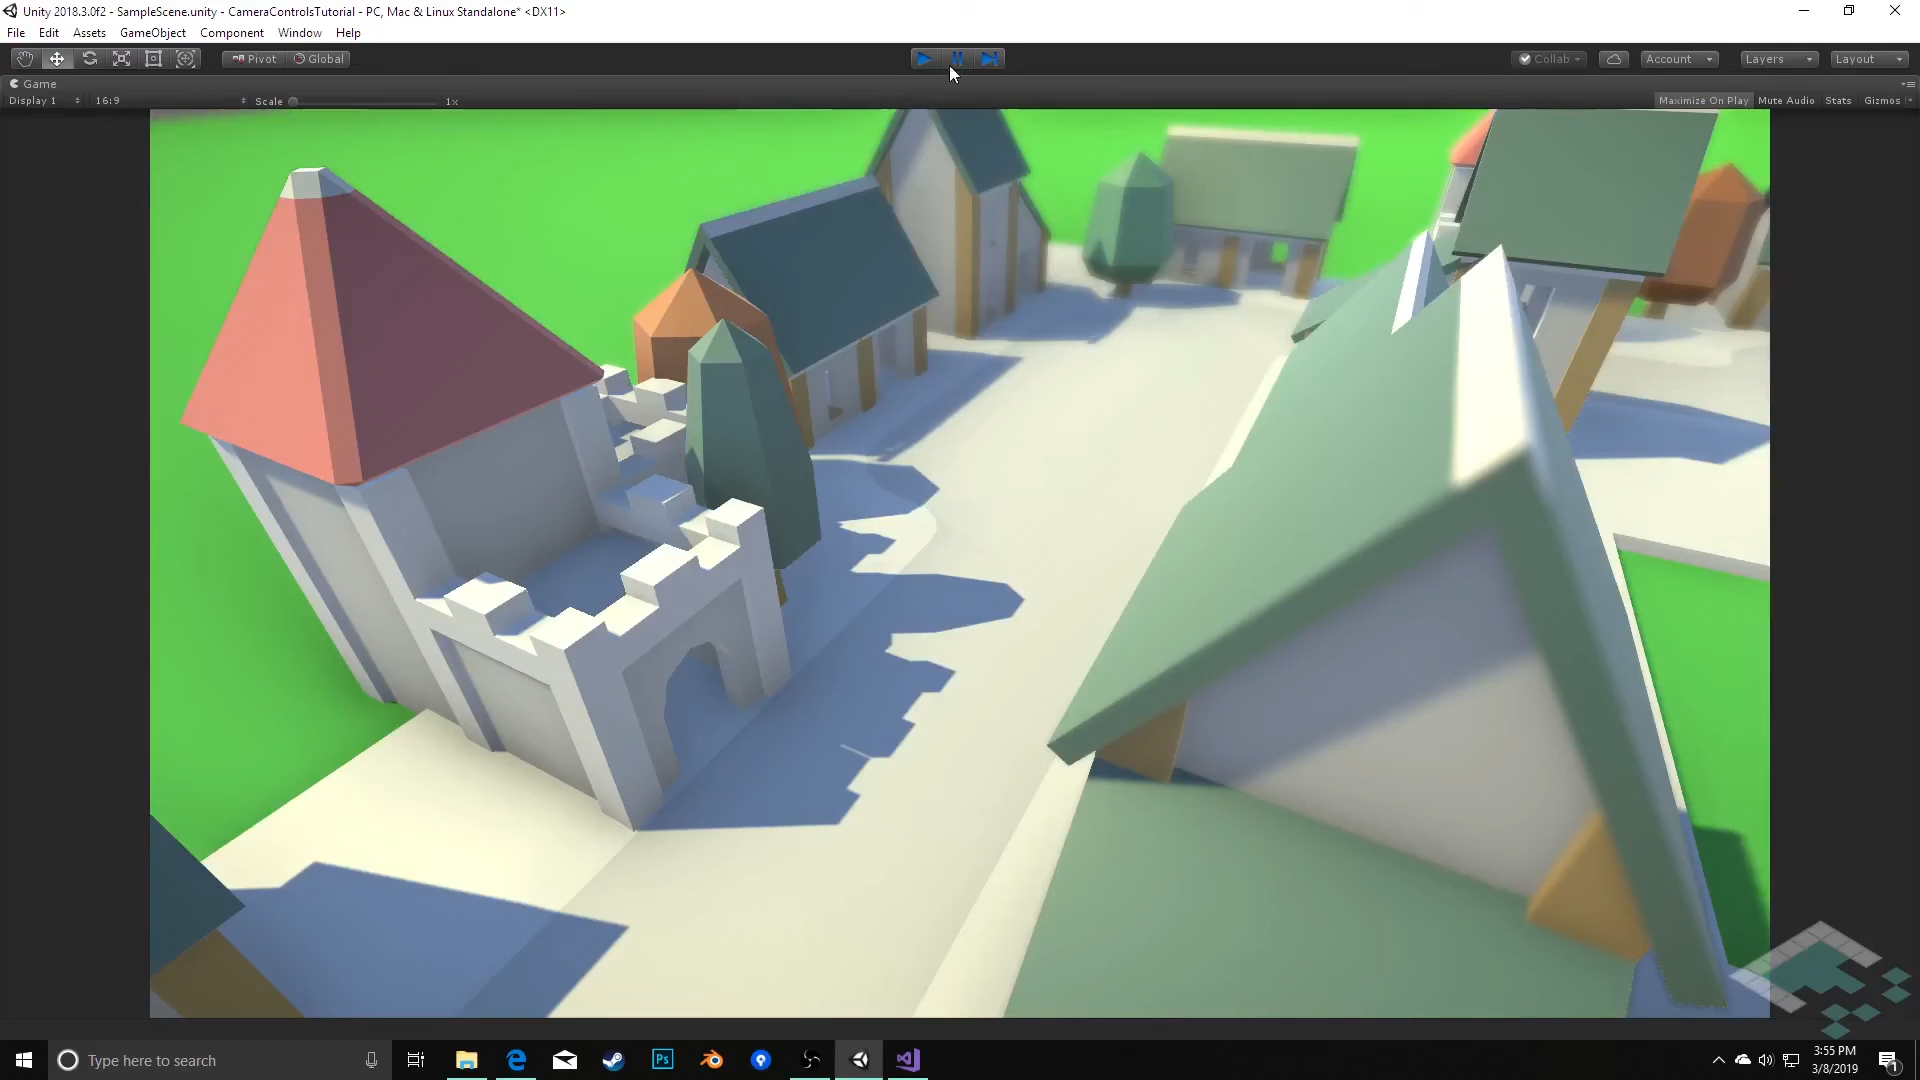 Unity 2018.3.0f2 - SampleScene.unity - CameraControlsTutorial - PC, Mac & Linux Standalone* <DX11>
File Edit Assets GameObject Component Window Help
Pivot Global Collab Account Layers Layout
Game
Display 1 16:9 Scale 1x Maximize On Play Mute Audio Stats Gizmos
Type here to search
Ps
3:55 PM
3/8/2019
1